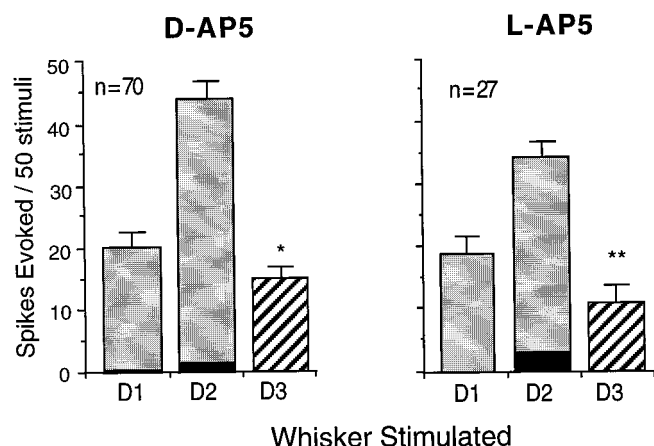 D-AP5
L-AP5
Spikes Evoked / 50 stimuli
50
40
30
20
10
0
n=70
n=27
*
**
D1
D2
D3
D1
D2
D3
Whisker Stimulated